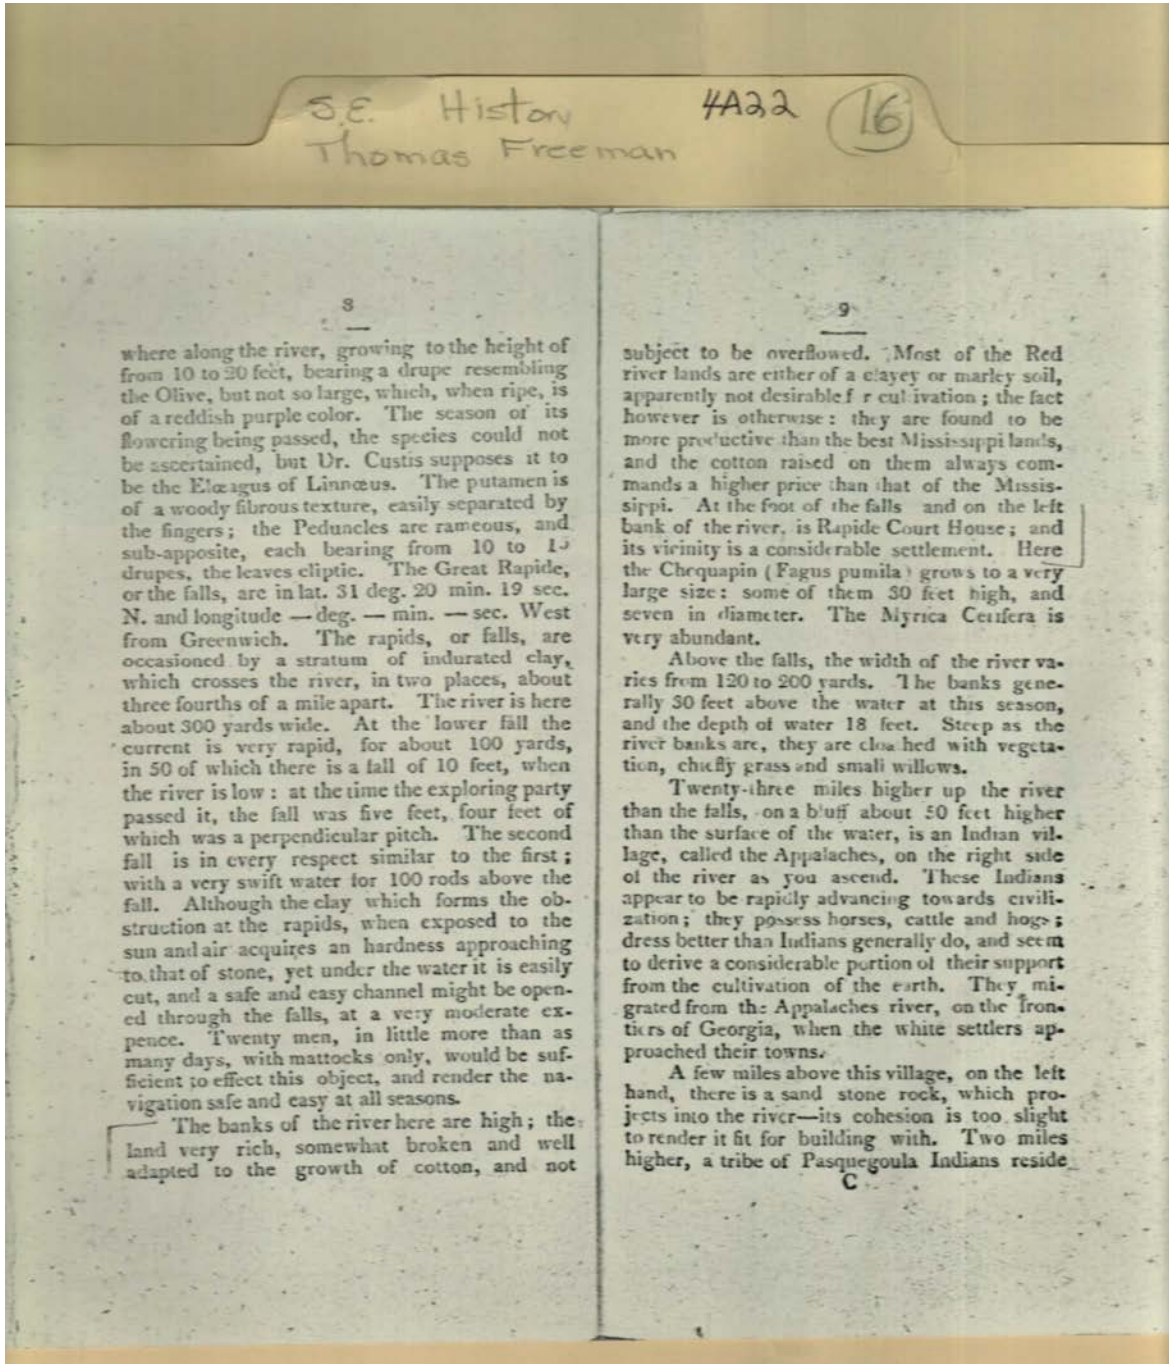 S.E. History 4A22 16
Thomas Freeman
8
where along the river, growing to the height of
from 10 to 20 feet, bearing a drupe resembling
the Olive, but not so large, which, when ripe, is
of a reddish purple color. The season of its
flowering being passed, the species could not
be ascertained, but Dr. Custis supposes it to
be the Elœagus of Linnœus. The putamen is
of a woody fibrous texture, easily separated by
the fingers; the Peduncles are rameous, and
sub-apposite, each bearing from 10 to
drupes, the leaves eliptic. The Great Rapide,
or the falls, are in lat. 31 deg. 20 min. 19 sec.
N. and longitude — deg. — min. — sec. West
from Greenwich. The rapids, or falls, are
occasioned by a stratum of indurated clay,
which crosses the river, in two places, about
three fourths of a mile apart. The river is here
about 300 yards wide. At the lower fall the
current is very rapid, for about 100 yards,
in 50 of which there is a fall of 10 feet, when
the river is low: at the time the exploring party
passed it, the fall was five feet, four feet of
which was a perpendicular pitch. The second
fall is in every respect similar to the first;
with a very swift water for 100 rods above the
fall. Although the clay which forms the ob-
struction at the rapids, when exposed to the
sun and air acquires an hardness approaching
to that of stone, yet under the water it is easily
cut, and a safe and easy channel might be open-
ed through the falls, at a very moderate ex-
pence. Twenty men, in little more than as
many days, with mattocks only, would be suf-
ficient to effect this object, and render the na-
vigation safe and easy at all seasons.
The banks of the river here are high; the
land very rich, somewhat broken and well
adapted to the growth of cotton, and not
9
subject to be overflowed. Most of the Red
river lands are either of a clayey or marley soil,
apparently not desirable f r cultivation; the fact
however is otherwise: they are found to be
more productive than the best Mississippi lands,
and the cotton raised on them always com-
mands a higher price than that of the Missis-
sippi. At the foot of the falls and on the left
bank of the river, is Rapide Court House; and
its vicinity is a considerable settlement. Here
the Chequapin (Fagus pumila) grows to a very
large size: some of them 30 feet high, and
seven in diameter. The Myrica Cerifera is
very abundant.
Above the falls, the width of the river va-
ries from 120 to 200 yards. The banks gene-
rally 30 feet above the water at this season,
and the depth of water 18 feet. Steep as the
river banks are, they are cloathed with vegeta-
tion, chiefly grass and small willows.
Twenty-three miles higher up the river
than the falls, on a bluff about 50 feet higher
than the surface of the water, is an Indian vil-
lage, called the Appalaches, on the right side
of the river as you ascend. These Indians
appear to be rapidly advancing towards civili-
zation; they possess horses, cattle and hogs;
dress better than Indians generally do, and seem
to derive a considerable portion of their support
from the cultivation of the earth. They mi-
grated from the Appalaches river, on the fron-
tiers of Georgia, when the white settlers ap-
proached their towns.
A few miles above this village, on the left
hand, there is a sand stone rock, which pro-
jects into the river—its cohesion is too slight
to render it fit for building with. Two miles
higher, a tribe of Pasquegoula Indians reside
C